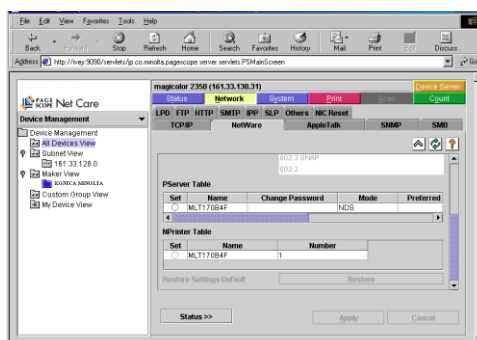 File Edit View Favorites Tools Help
Back Forward Stop Refresh Home Search Favorites History Mail Print Edit Discuss
Address http://ivey:9090/servlets/jp.co.minolta.pagescope.server.servlets.PSMainScreen
magicolor 2350 (161.33.130.31) Device Server
PAGE SCOPE Net Care
Status Network System Print Scan Count
LPD FTP HTTP SMTP IPP SLP Others NIC Reset
TCP/IP NetWare AppleTalk SNMP SMB
Device Management
Device Management
All Devices View
Subnet View
161.33.128.0
Maker View
KONICA MINOLTA
Custom Group View
My Device View
802.3 SNAP
802.2
PServer Table
Set Name Change Password Mode Preferred
MLT170B4F NDS
NPrinter Table
Set Name Number
MLT170B4F 1
Restore Settings Default Restore
Status >> Apply Cancel